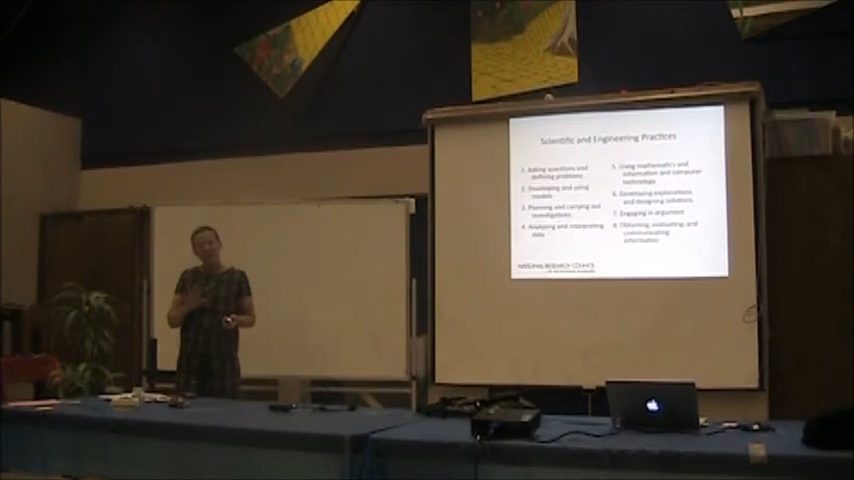 Scientific and Engineering Practices
1. Asking questions and
defining problems
2. Developing and using
models
3. Planning and carrying out
investigations
4. Analyzing and interpreting
data
5. Using mathematics and
information and computer
technology
6. Developing explanations
and designing solutions
7. Engaging in argument
8. Obtaining, evaluating, and
communicating
information
NATIONAL RESEARCH COUNCIL